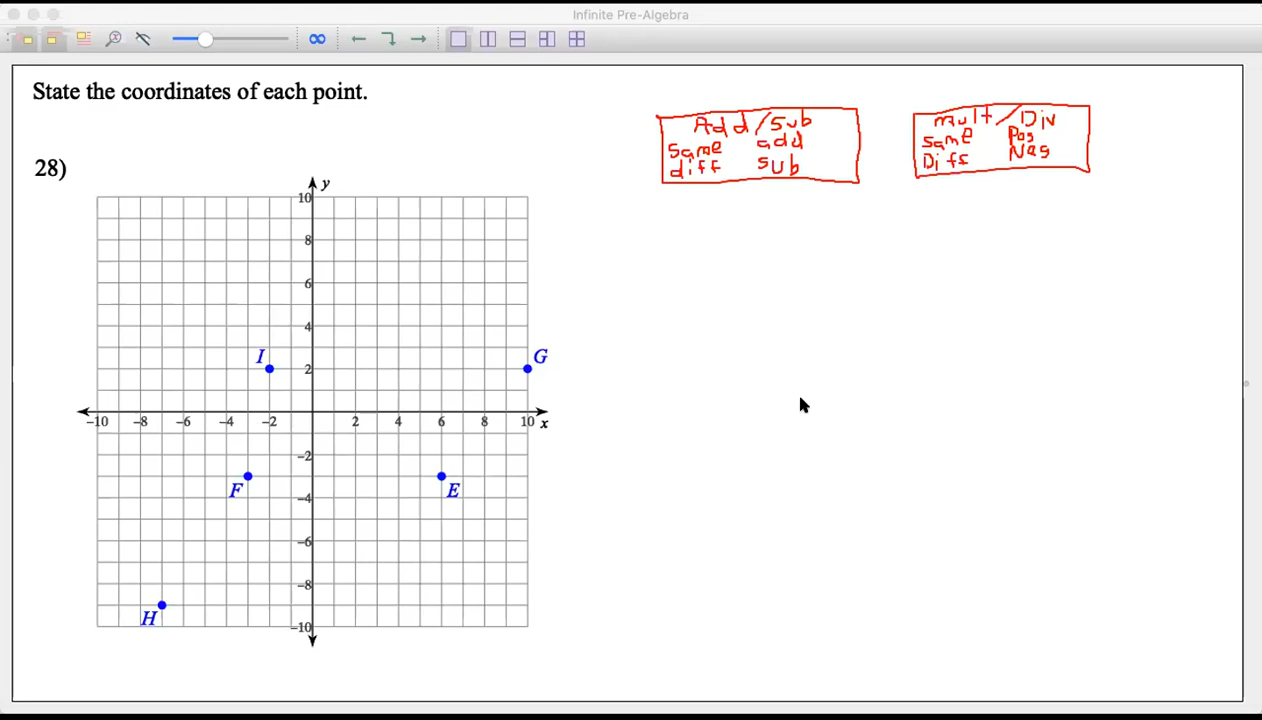 Infinite Pre-Algebra
State the coordinates of each point.
Add/Sub
same add
diff sub
mult/Div
same Pos
Diff Neg
28)
y
10
8
6
4
2
I
G
-10 -8 -6 -4 -2 2 4 6 8 10 x
-2
F
E
-4
-6
-8
H
-10